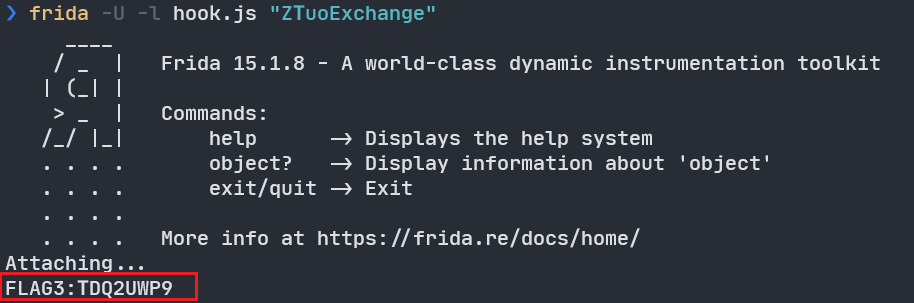 ❯ frida -U -l hook.js "ZTuoExchange"
     ____
    / _  |   Frida 15.1.8 - A world-class dynamic instrumentation toolkit
   | (_| |
    > _  |   Commands:
   /_/ |_|       help      -> Displays the help system
   . . . .       object?   -> Display information about 'object'
   . . . .       exit/quit -> Exit
   . . . .
   . . . .   More info at https://frida.re/docs/home/
Attaching...
FLAG3:TDQ2UWP9